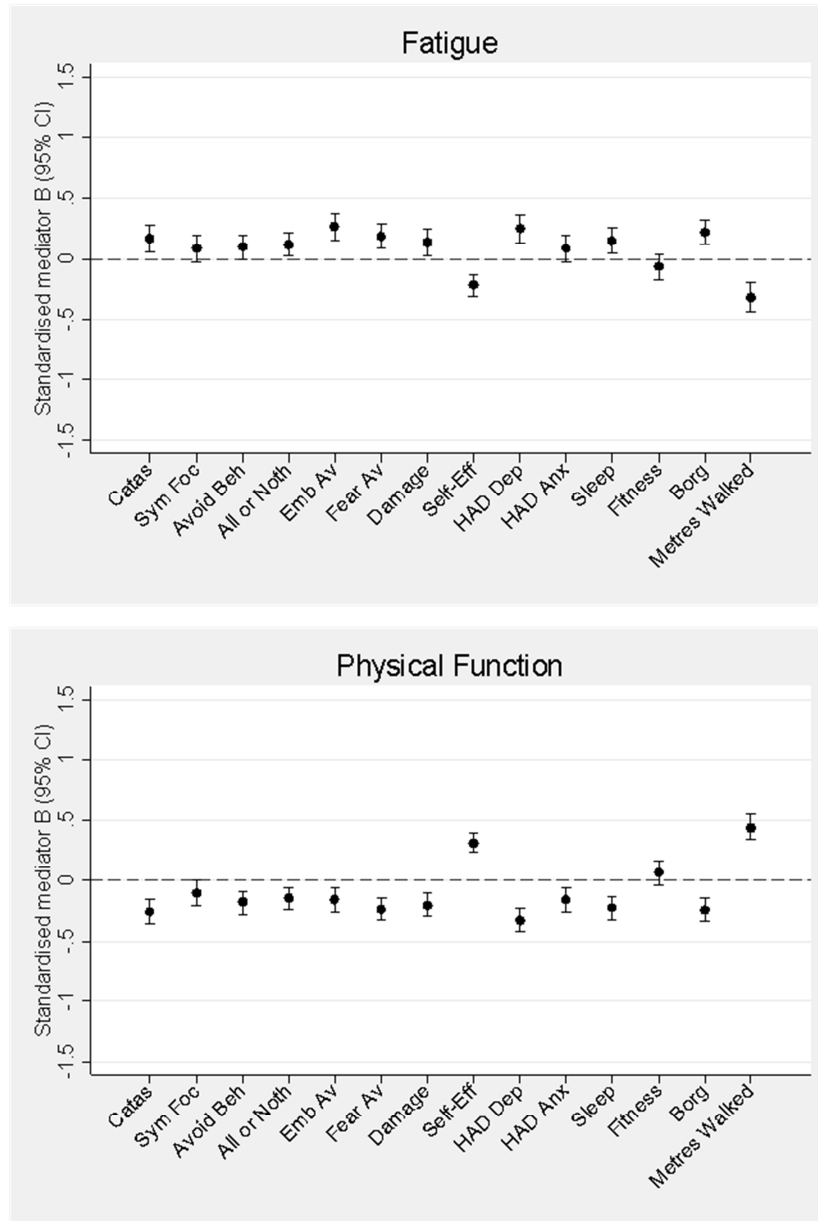 Fatigue
Standardised mediator B (95% CI)
1.5
1
.5
0
-.5
-1
-1.5
Catas
Sym Foc
Avoid Beh
All or Noth
Emb Av
Fear Av
Damage
Self-Eff
HAD Dep
HAD Anx
Sleep
Fitness
Borg
Metres Walked
Physical Function
Standardised mediator B (95% CI)
1.5
1
.5
0
-.5
-1
-1.5
Catas
Sym Foc
Avoid Beh
All or Noth
Emb Av
Fear Av
Damage
Self-Eff
HAD Dep
HAD Anx
Sleep
Fitness
Borg
Metres Walked